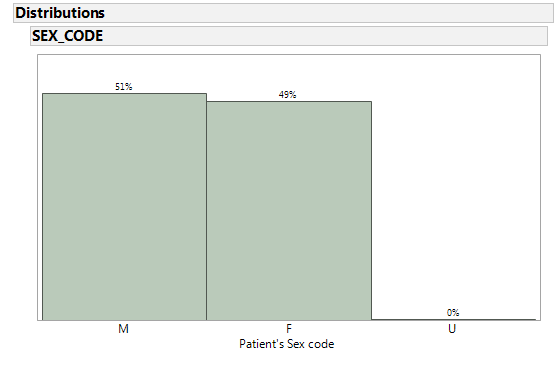 Distributions
SEX_CODE
51%
49%
0%
M F U
Patient's Sex code